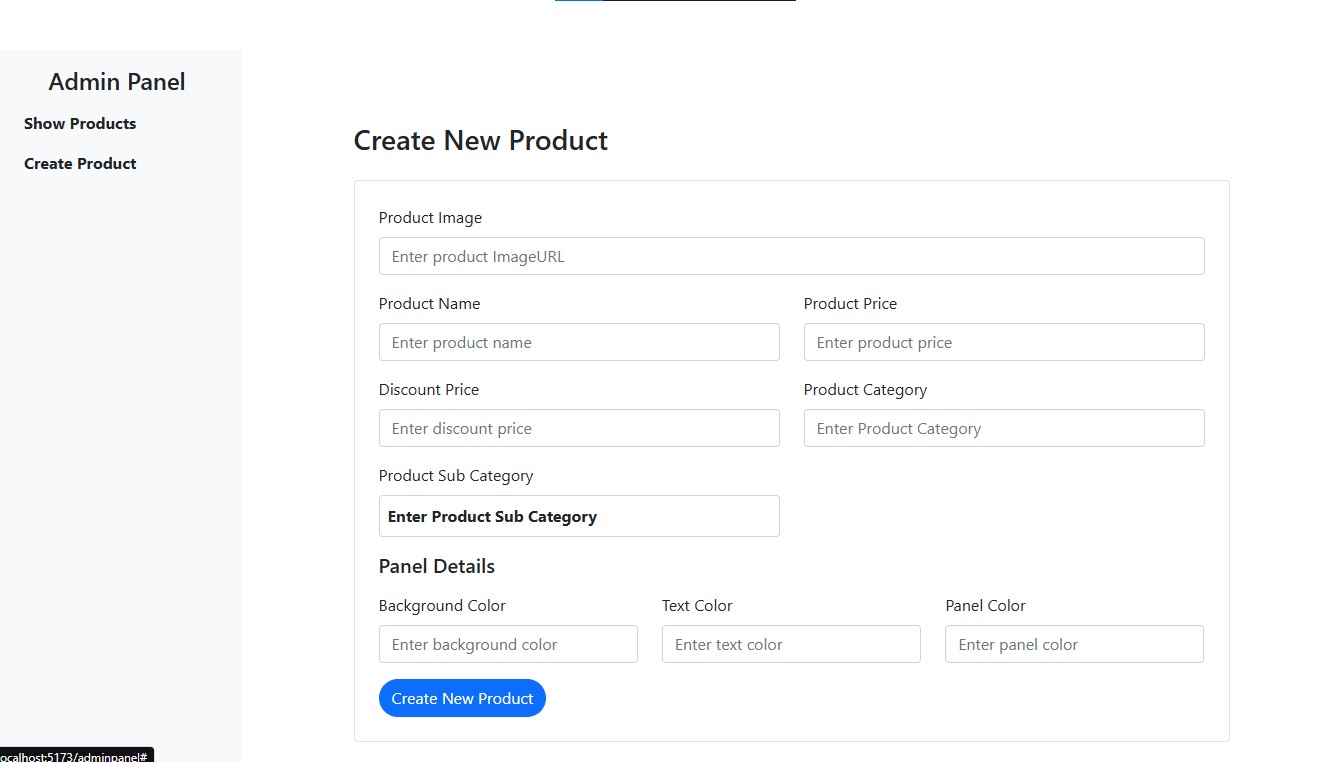 Admin Panel
Show Products
Create Product
Create New Product
Product Image
Enter product ImageURL
Product Name
Product Price
Enter product name
Enter product price
Discount Price
Product Category
Enter discount price
Enter Product Category
Product Sub Category
Enter Product Sub Category
Panel Details
Background Color
Text Color
Panel Color
Enter background color
Enter text color
Enter panel color
Create New Product
ocalhost:5173/adminpanel#